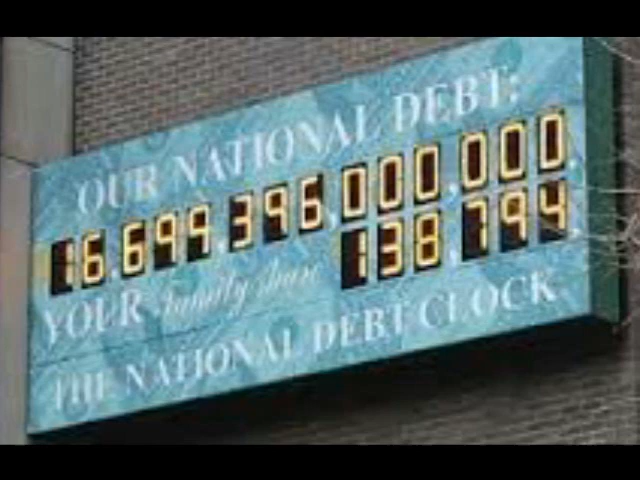 OUR NATIONAL DEBT:
16,699,396,000,000,
YOUR family share 138,794,
THE NATIONAL DEBT CLOCK